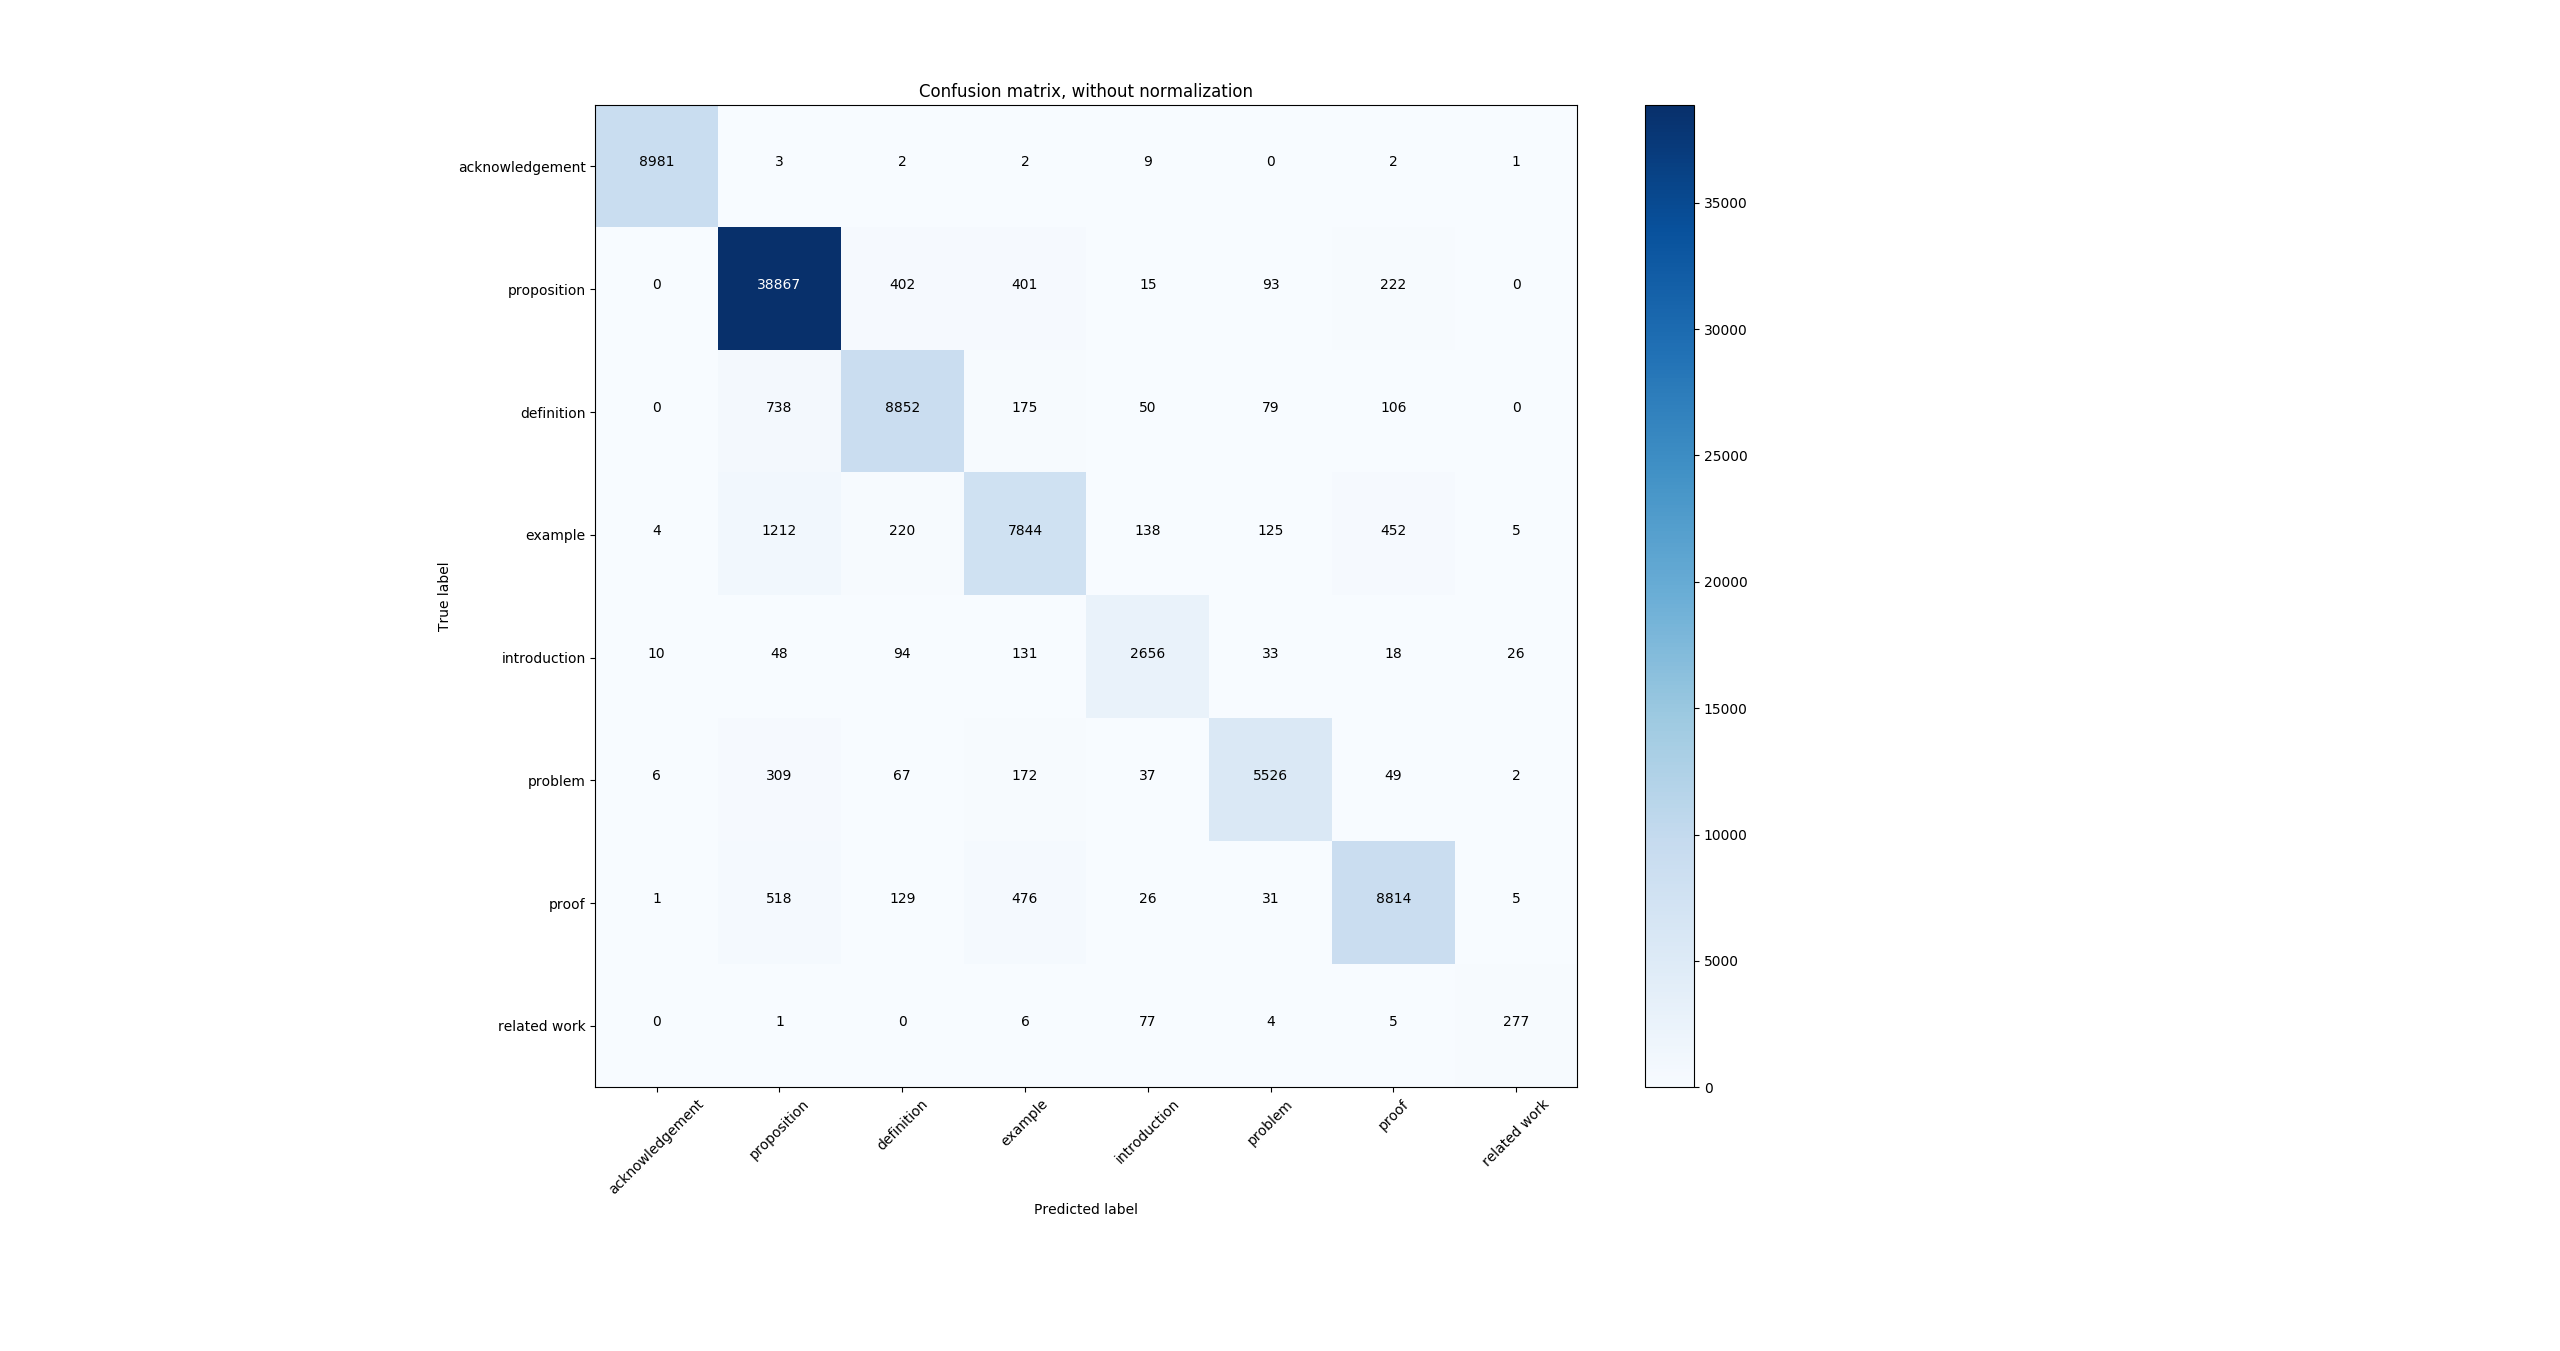 Confusion matrix, without normalization
acknowledgement 8981 3 2 2 9 0 2 1
proposition 0 38867 402 401 15 93 222 0
definition 0 738 8852 175 50 79 106 0
example 4 1212 220 7844 138 125 452 5
introduction 10 48 94 131 2656 33 18 26
problem 6 309 67 172 37 5526 49 2
proof 1 518 129 476 26 31 8814 5
related work 0 1 0 6 77 4 5 277
True label
acknowledgement proposition definition example introduction problem proof related work
Predicted label
35000
30000
25000
20000
15000
10000
5000
0